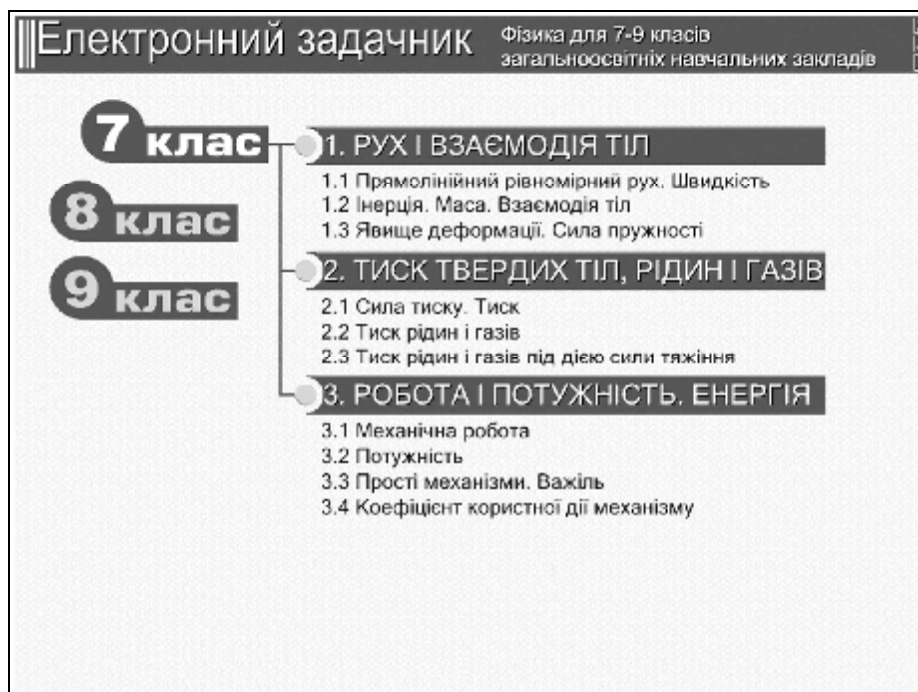 Електронний задачник
Фізика для 7-9 класів
загальноосвітніх навчальних закладів
7 клас
8 клас
9 клас
1. РУХ І ВЗАЄМОДІЯ ТІЛ
1.1 Прямолінійний рівномірний рух. Швидкість
1.2 Інерція. Маса. Взаємодія тіл
1.3 Явище деформації. Сила пружності
2. ТИСК ТВЕРДИХ ТІЛ, РІДИН І ГАЗІВ
2.1 Сила тиску. Тиск
2.2 Тиск рідин і газів
2.3 Тиск рідин і газів під дією сили тяжіння
3. РОБОТА І ПОТУЖНІСТЬ. ЕНЕРГІЯ
3.1 Механічна робота
3.2 Потужність
3.3 Прості механізми. Важіль
3.4 Коефіцієнт користної дії механізму